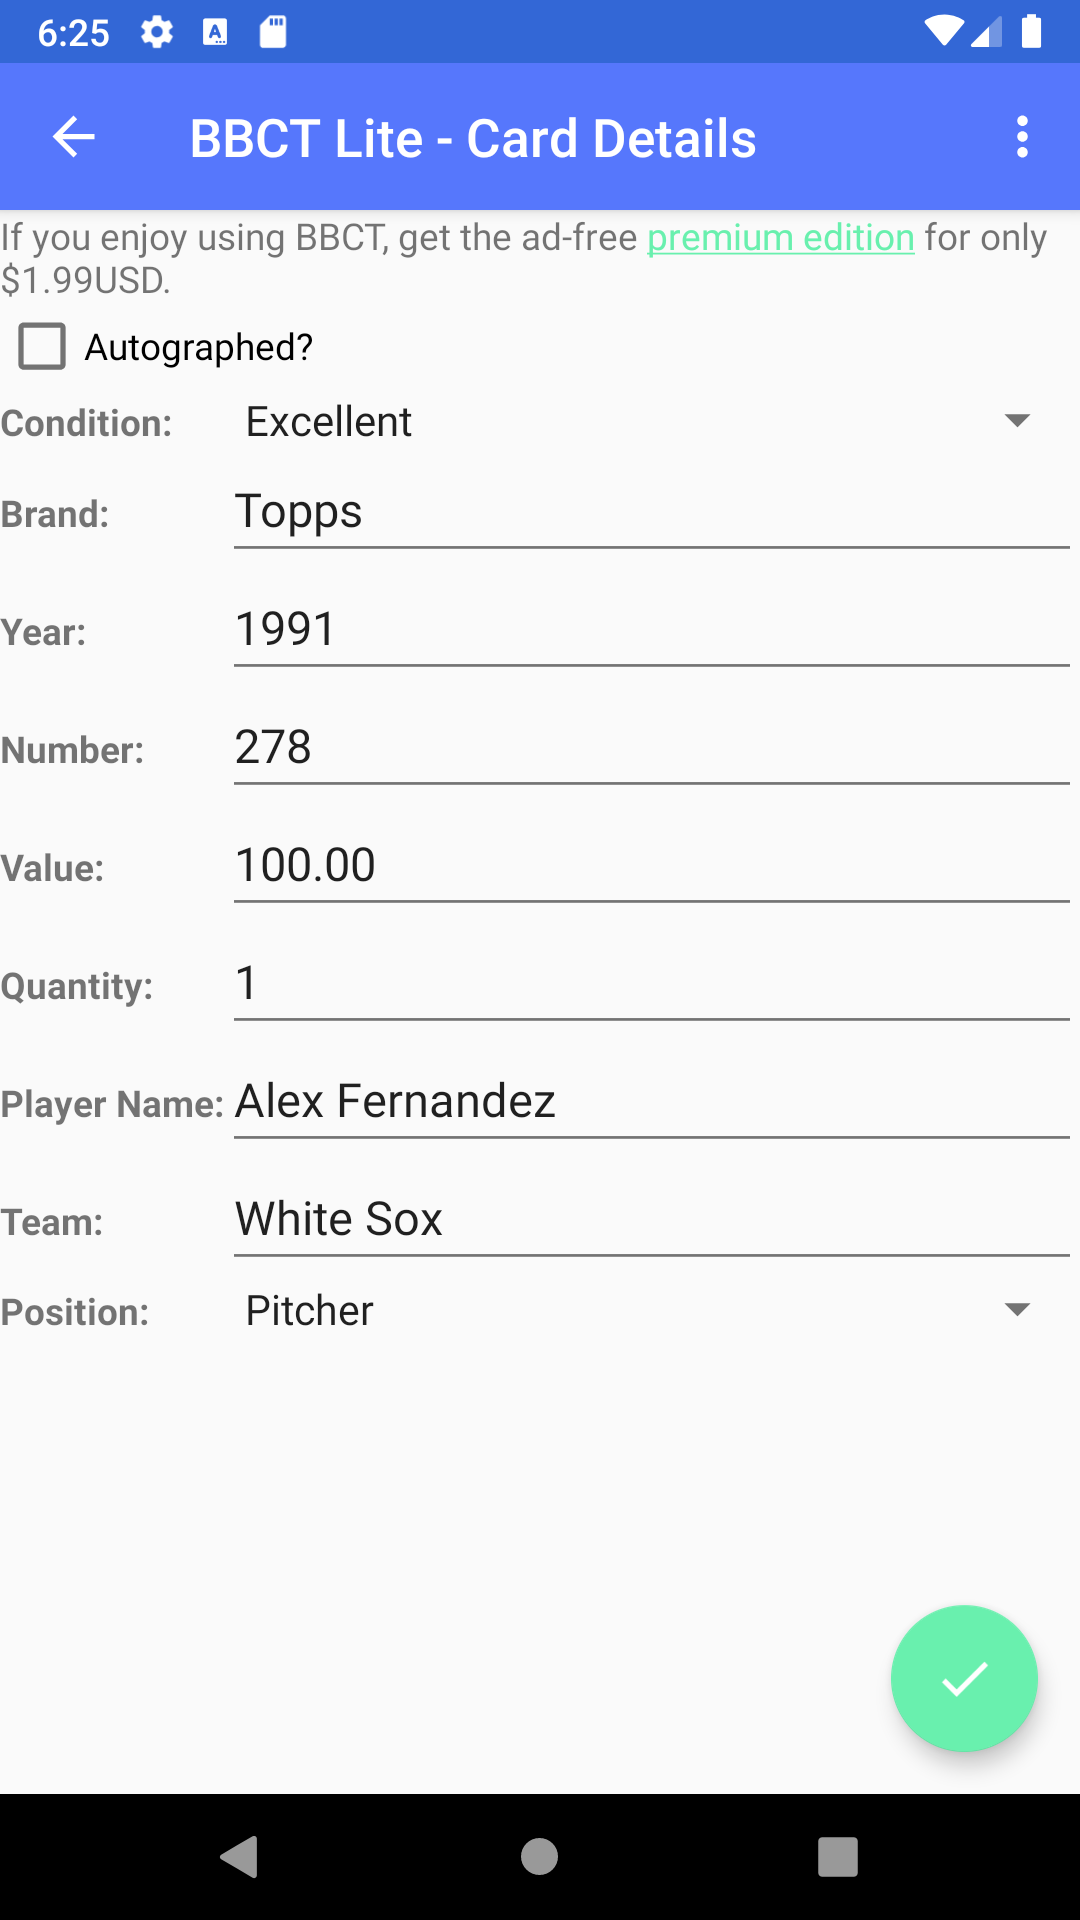 6:25
BBCT Lite - Card Details
If you enjoy using BBCT, get the ad-free premium edition for only
$1.99USD.
Autographed?
Condition: Excellent
Brand: Topps
Year: 1991
Number: 278
Value: 100.00
Quantity: 1
Player Name: Alex Fernandez
Team: White Sox
Position: Pitcher